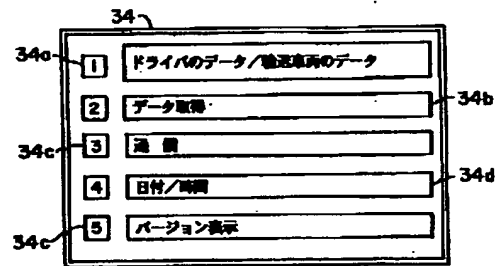 34
34a
1 ドライバのデータ／輸送車両のデータ
2 データ取得
34b
34c
3 通 信
4 日付／時間
34d
5 バージョン表示
34c